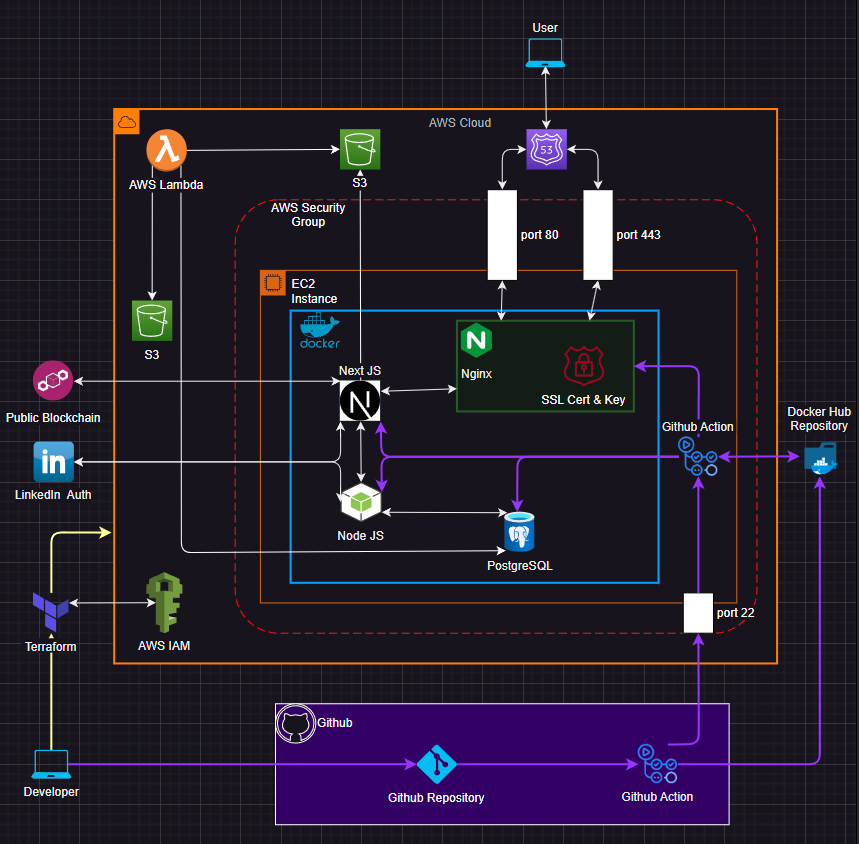 User
AWS Cloud
53
AWS Lambda
S3
AWS Security
Group
port 80
port 443
EC2
Instance
docker
S3
Next JS
Nginx
SSL Cert & Key
Public Blockchain
Github Action
Docker Hub
Repository
in
LinkedIn Auth
Node JS
PostgreSQL
Terraform
AWS IAM
port 22
Github
Developer
Github Repository
Github Action